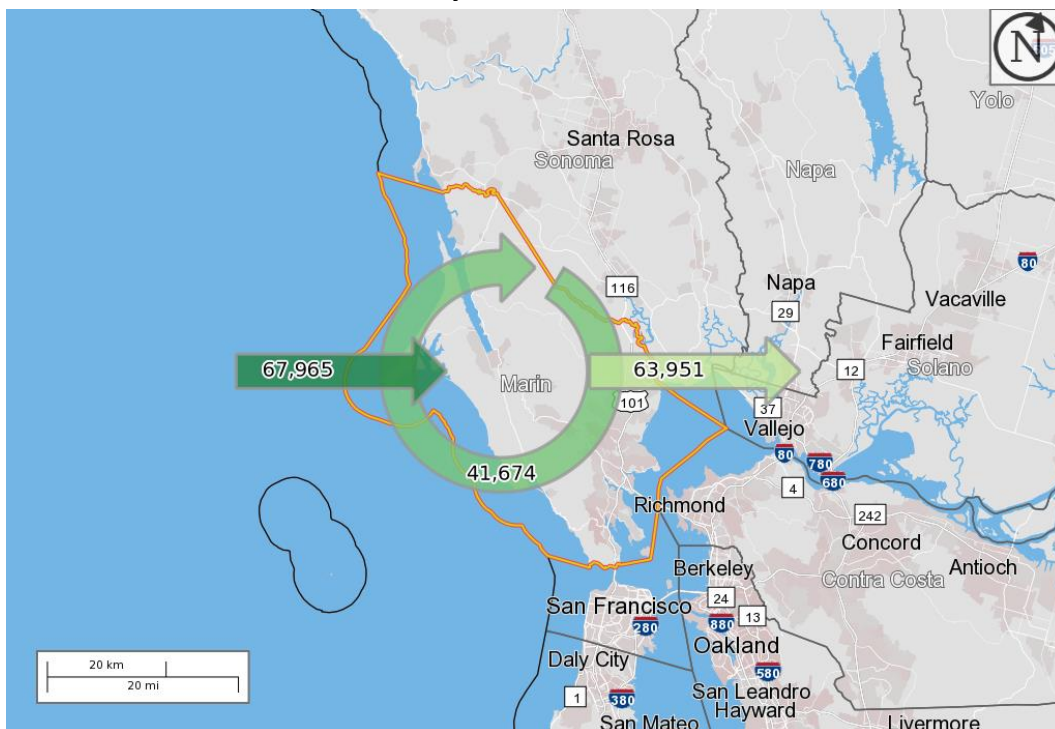 N
505
Yolo
Santa Rosa
Sonoma
Napa
80
116
Napa
29
Vacaville
Fairfield
Solano
12
67,965
Marin
63,951
101
37
Vallejo
80
780
680
41,674
4
Richmond
242
Concord
Antioch
Contra Costa
Berkeley
24
13
San Francisco
280
880
Oakland
Daly City
580
1
380
San Leandro
Hayward
San Mateo
Livermore
20 km
20 mi